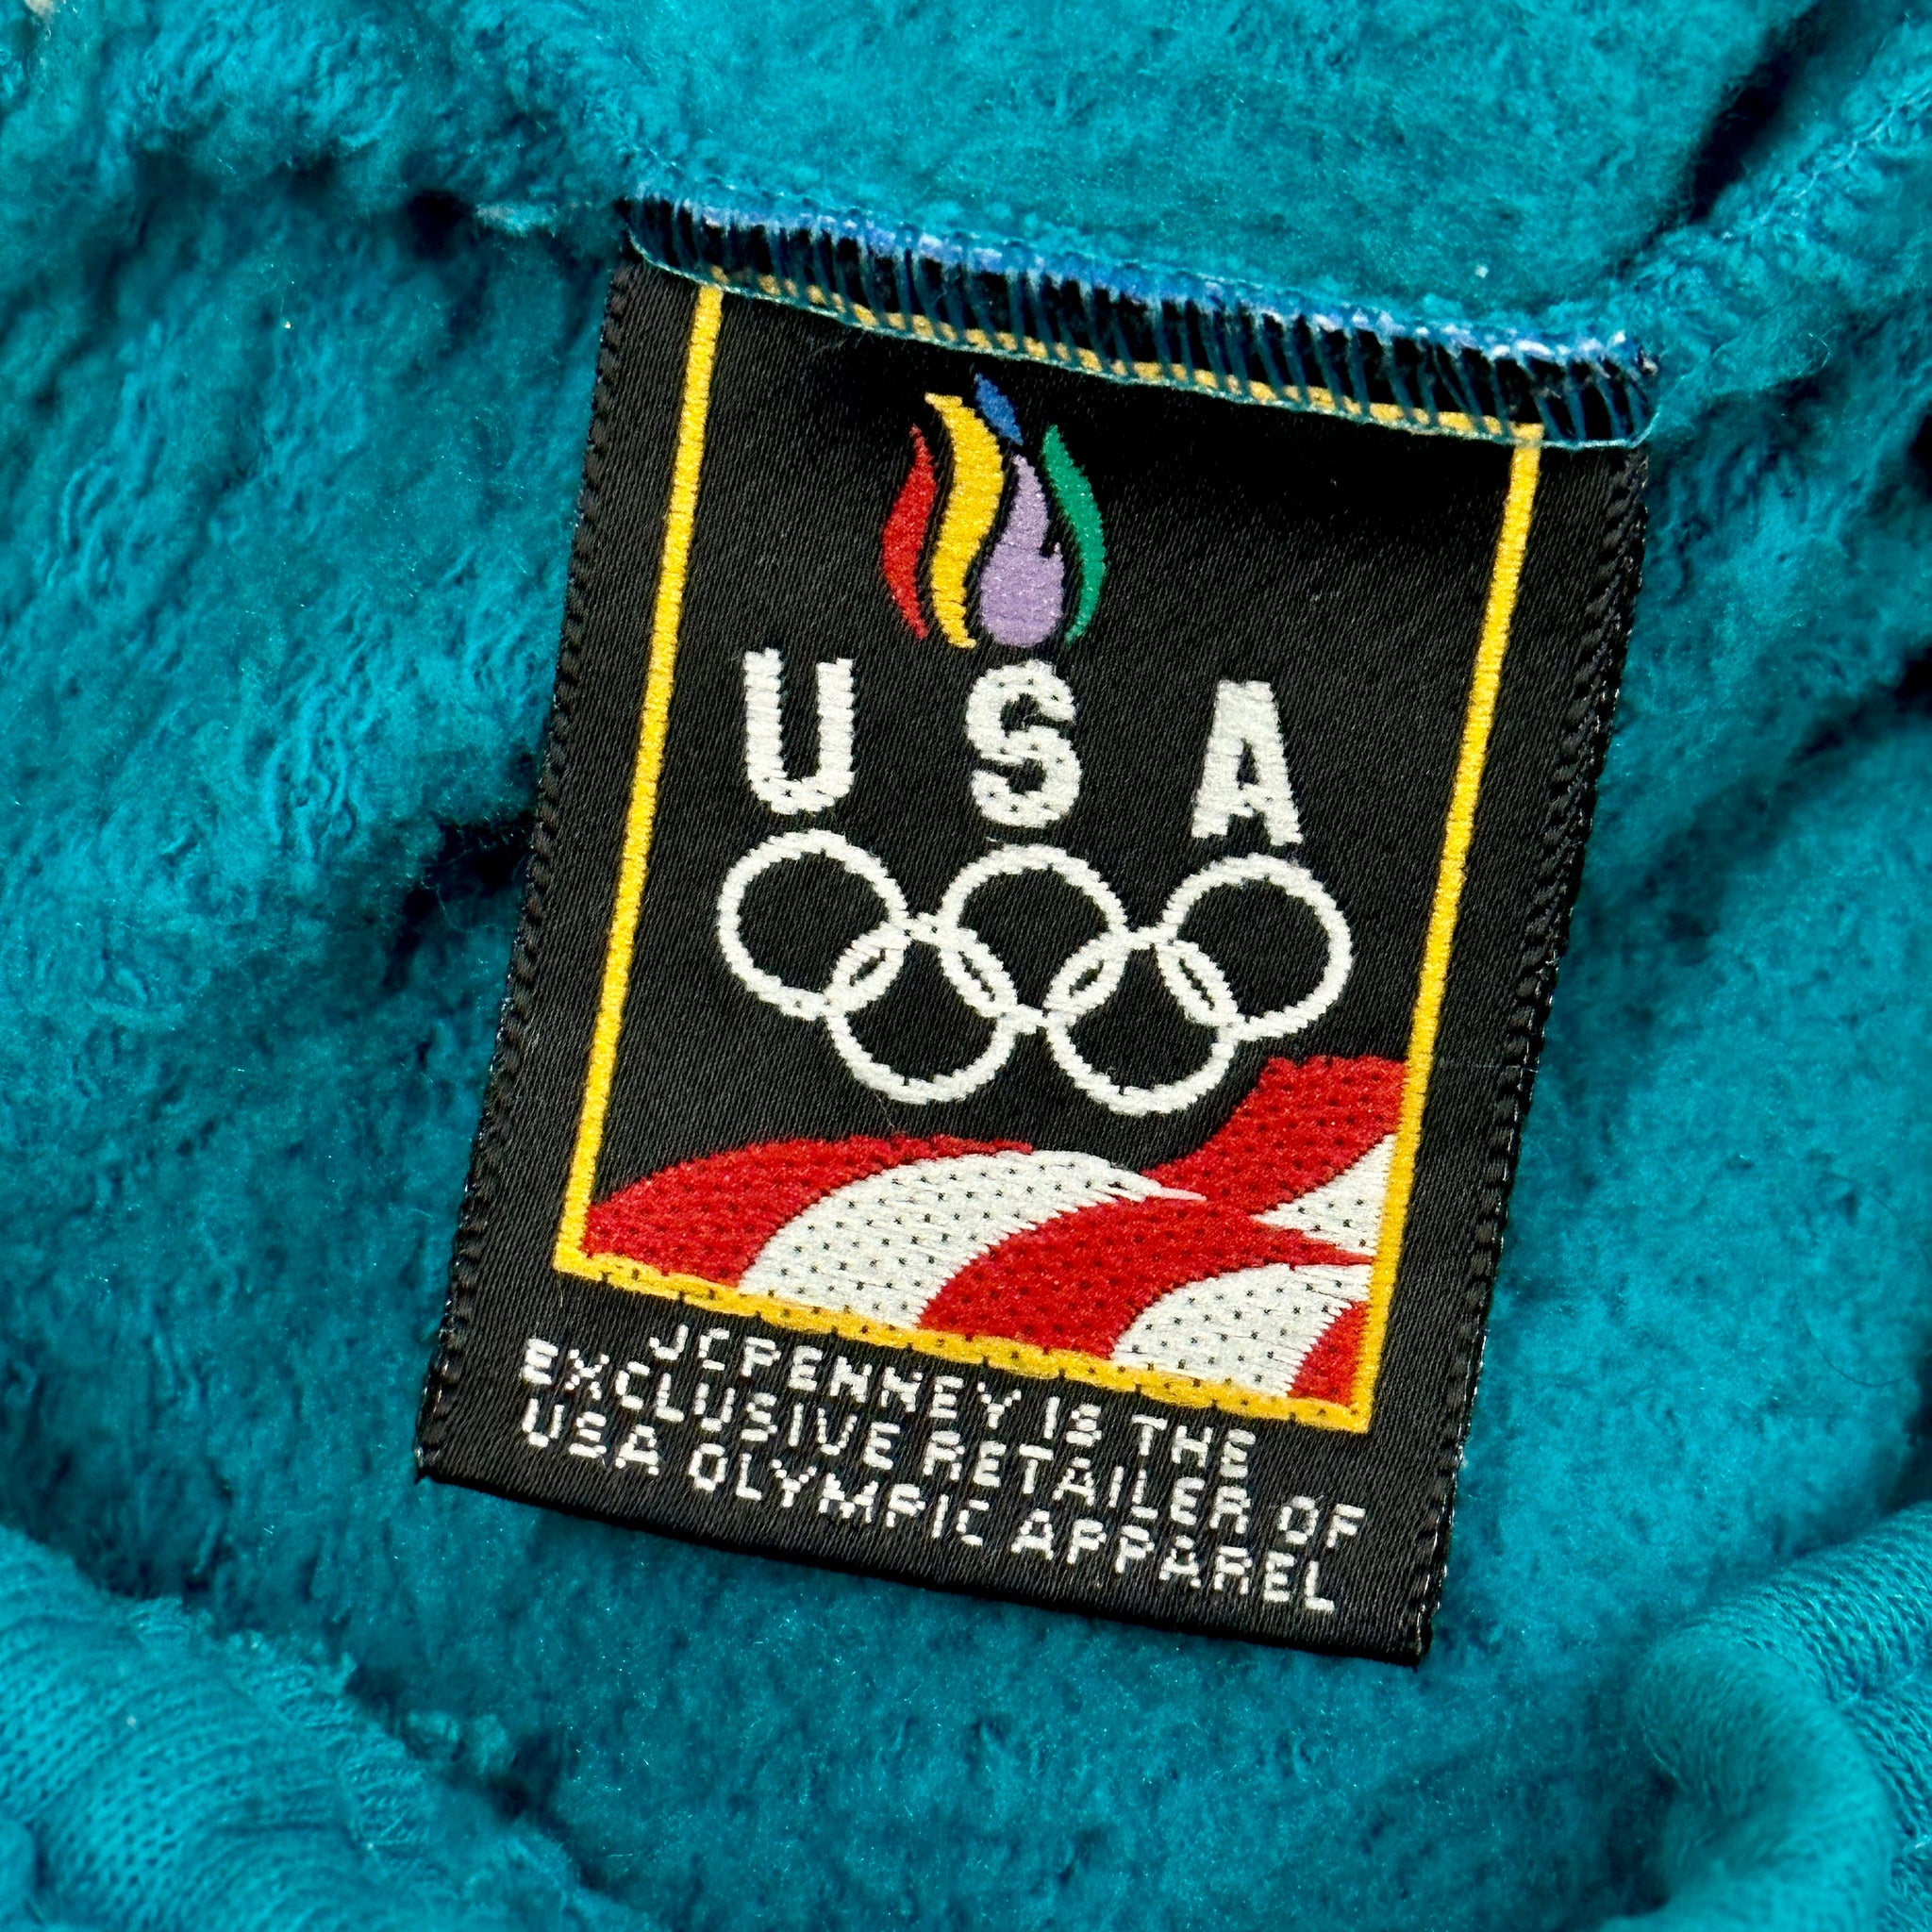 USA
JCPENNEY IS THE
EXCLUSIVE RETAILER OF
USA OLYMPIC APPAREL